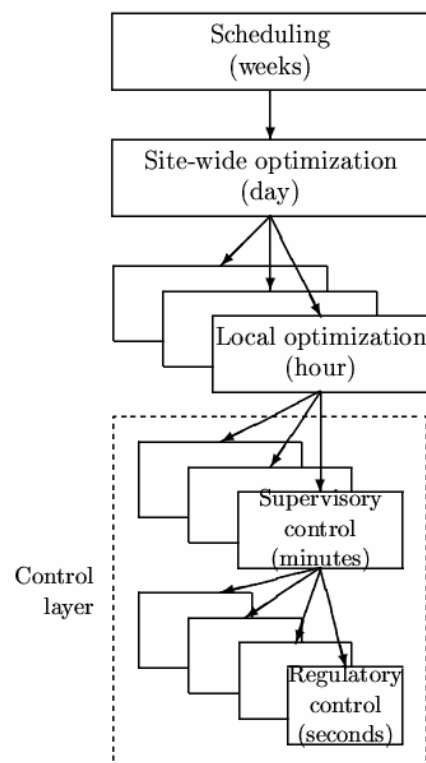 Scheduling
(weeks)
Site-wide optimization
(day)
Local optimization
(hour)
Supervisory
control
(minutes)
Control
layer
Regulatory
control
(seconds)